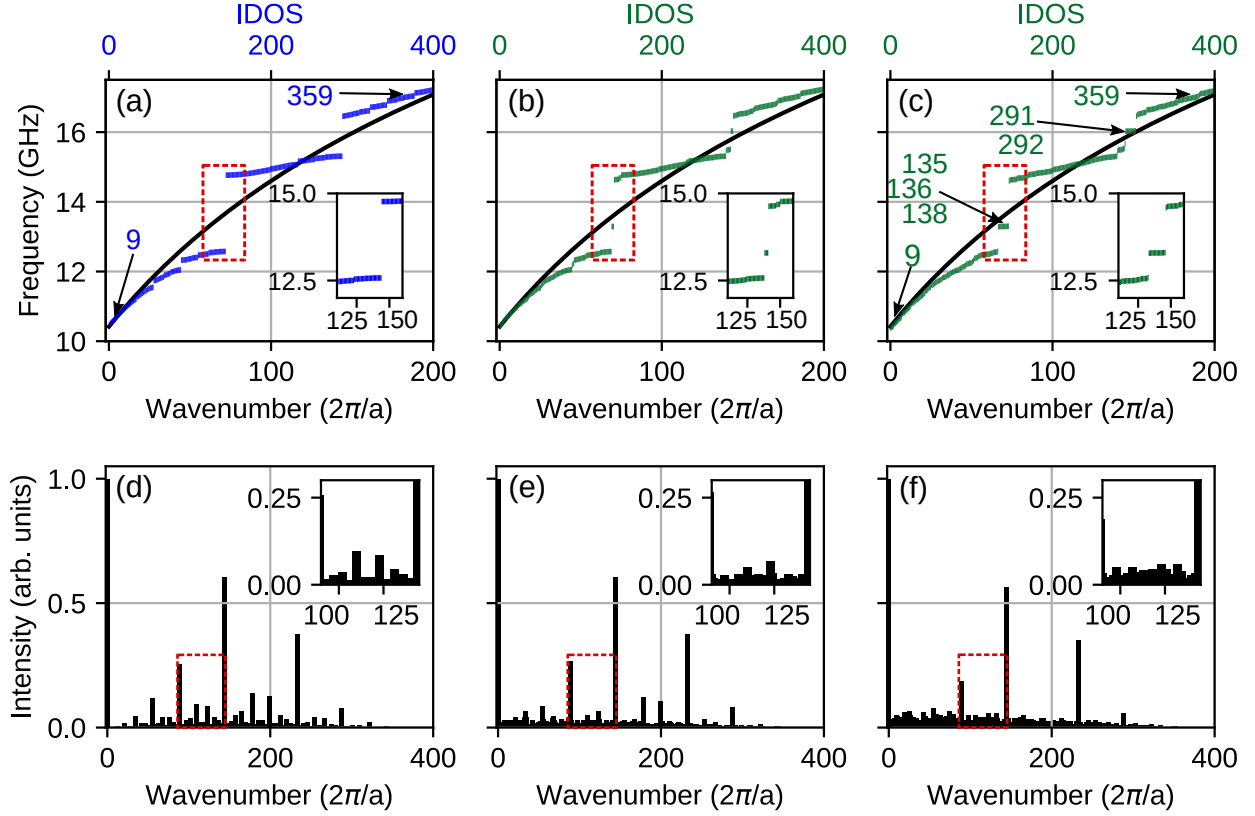 IDOS IDOS IDOS
0 200 400 0 200 400 0 200 400
(a) 359 (b) (c) 359
16 291
292
15.0 15.0 135 15.0
14 136
138
9 9
12 12.5 12.5 12.5
125 150 125 150 125 150
10
Frequency (GHz)
0 100 200 0 100 200 0 100 200
Wavenumber (2π/a) Wavenumber (2π/a) Wavenumber (2π/a)
1.0 (d) 0.25 (e) 0.25 (f) 0.25
0.00 0.00 0.00
0.5 100 125 100 125 100 125
0.0
Intensity (arb. units)
0 200 400 0 200 400 0 200 400
Wavenumber (2π/a) Wavenumber (2π/a) Wavenumber (2π/a)